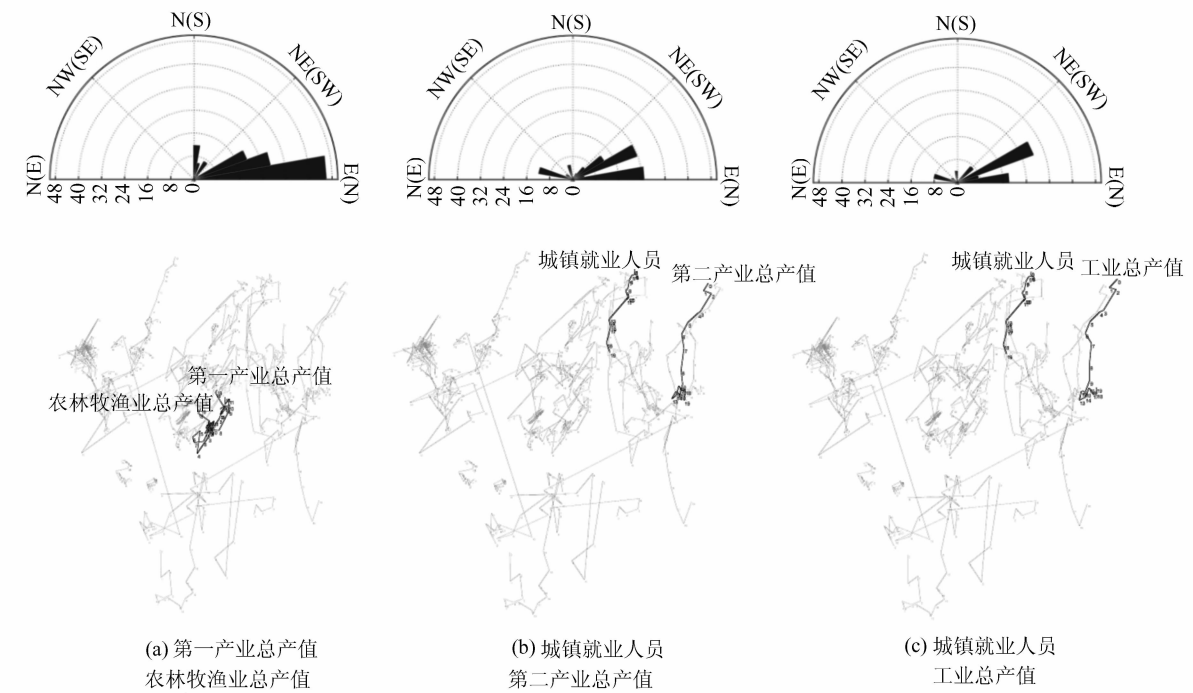 N(S)
NW(SE)
NE(SW)
N(E)
E(N)
48 40 32 24 16 8 0
N(S)
NW(SE)
NE(SW)
N(E)
E(N)
48 40 32 24 16 8 0
N(S)
NW(SE)
NE(SW)
N(E)
E(N)
48 40 32 24 16 8 0
第一产业总产值
农林牧渔业总产值
城镇就业人员
第二产业总产值
城镇就业人员
工业总产值
(a) 第一产业总产值
农林牧渔业总产值
(b) 城镇就业人员
第二产业总产值
(c) 城镇就业人员
工业总产值